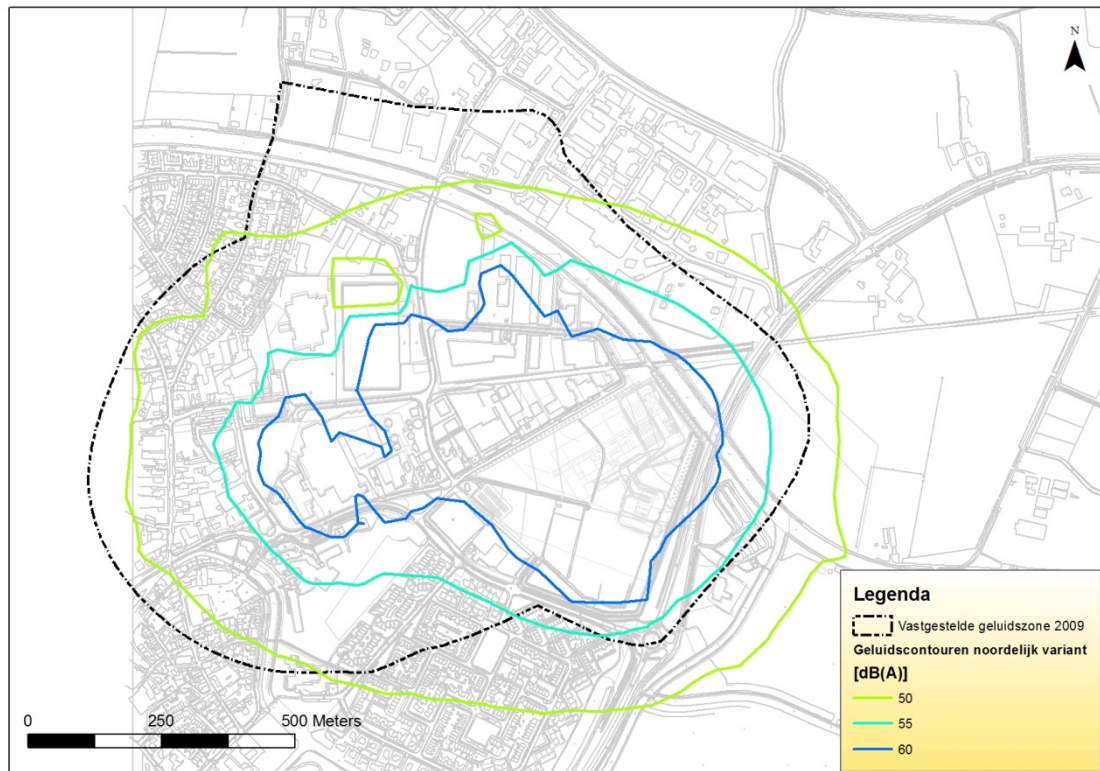 N
Legenda
Vastgestelde geluidszone 2009
Geluidscontouren noordelijk variant
[dB(A)]
50
55
60
0 250 500 Meters